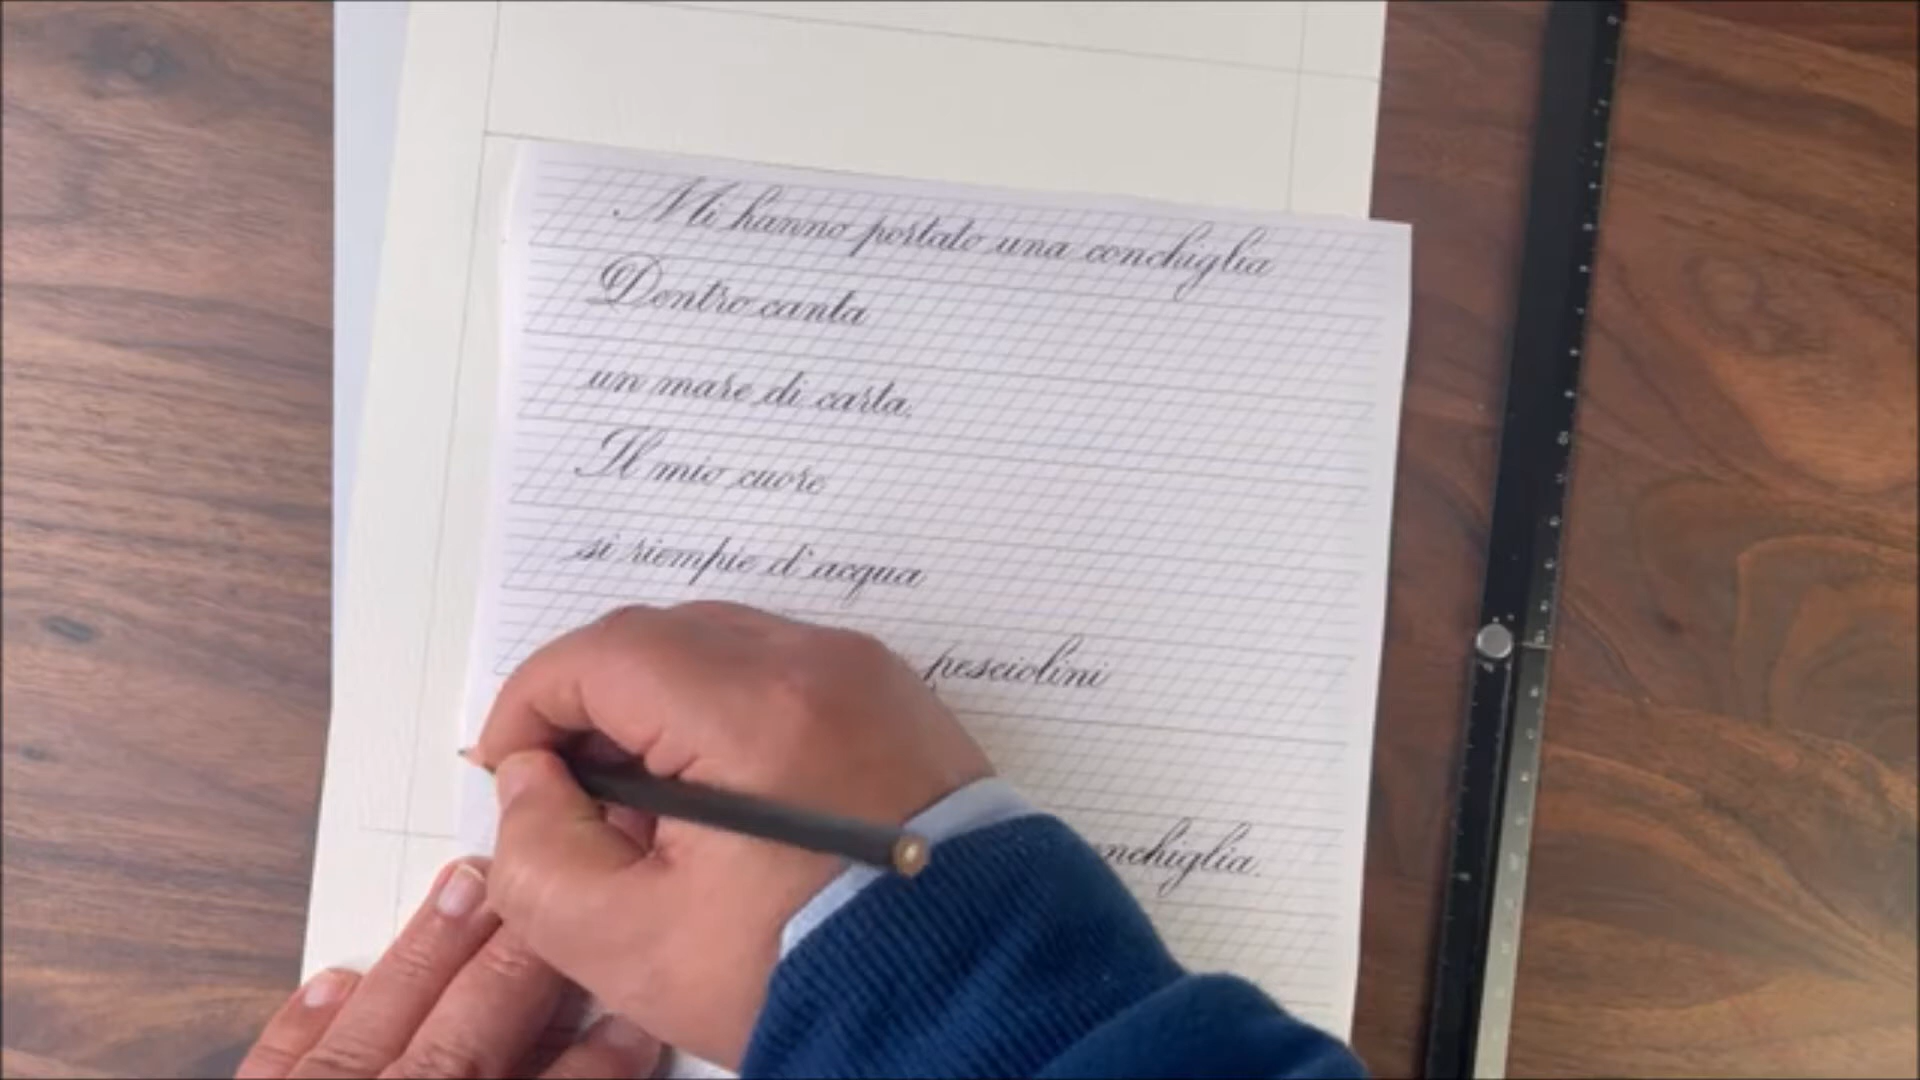 Mi hanno portato una conchiglia
Dentro canta
un mare di carta.
Il mio cuore
si riempie d'acqua
pesciolini
nchiglia.